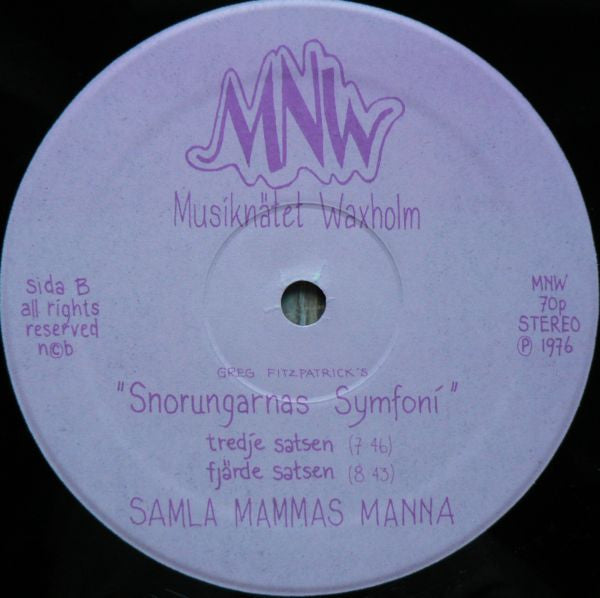 MNW
Musiknätet Waxholm
Sida B
all rights
reserved
n©b
MNW
70p
STEREO
℗ 1976
GREG FITZPATRICK'S
"Snorungarnas Symfoni"
tredje satsen (7 46)
fjärde satsen (8 43)
SAMLA MAMMAS MANNA